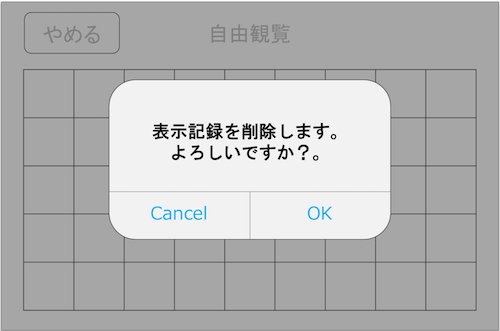 やめる
自由観覧
表示記録を削除します。
よろしいですか？。
Cancel
OK